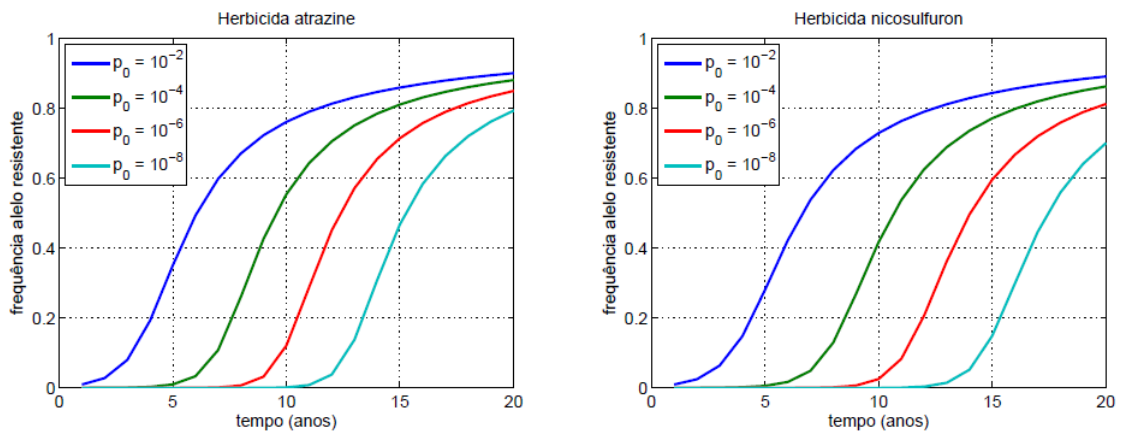 Herbicida atrazine
1
0.8
0.6
0.4
0.2
0
0 5 10 15 20
frequência alelo resistente
tempo (anos)
p₀ = 10⁻²
p₀ = 10⁻⁴
p₀ = 10⁻⁶
p₀ = 10⁻⁸
Herbicida nicosulfuron
1
0.8
0.6
0.4
0.2
0
0 5 10 15 20
frequência alelo resistente
tempo (anos)
p₀ = 10⁻²
p₀ = 10⁻⁴
p₀ = 10⁻⁶
p₀ = 10⁻⁸